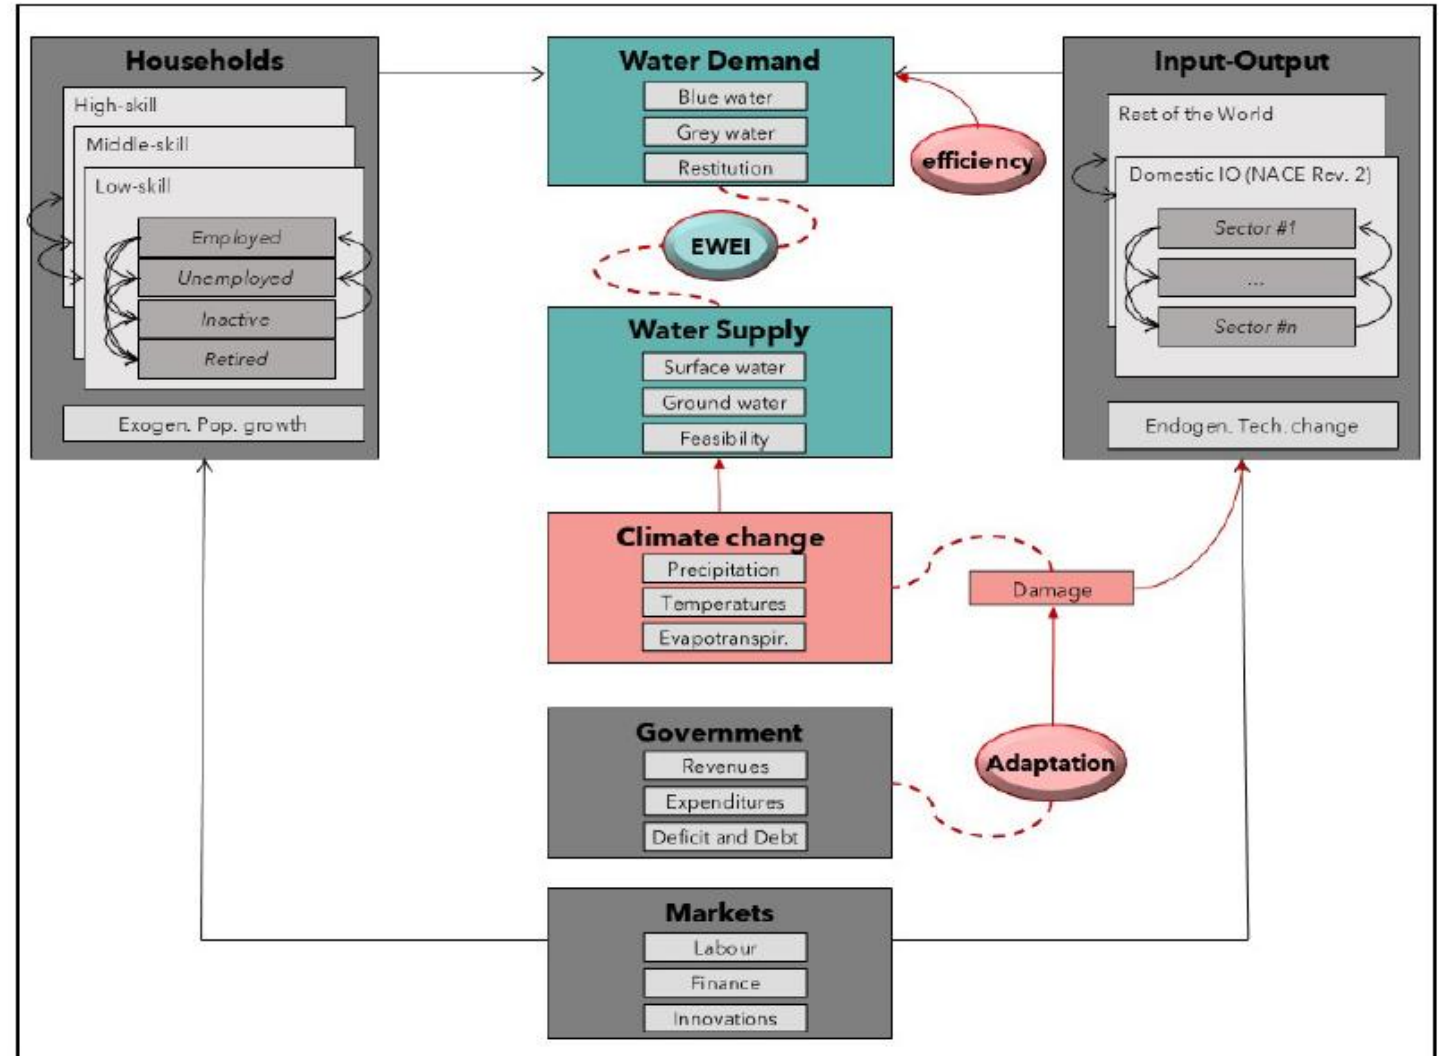 Households
High-skill
Middle-skill
Low-skill
Employed
Unemployed
Inactive
Retired
Exogen. Pop. growth
Water Demand
Blue water
Grey water
Restitution
efficiency
EWEI
Water Supply
Surface water
Ground water
Feasibility
Input-Output
Rest of the World
Domestic IO (NACE Rev. 2)
Sector #1
...
Sector #n
Endogen. Tech. change
Climate change
Precipitation
Temperatures
Evapotranspir.
Damage
Government
Revenues
Expenditures
Deficit and Debt
Adaptation
Markets
Labour
Finance
Innovations